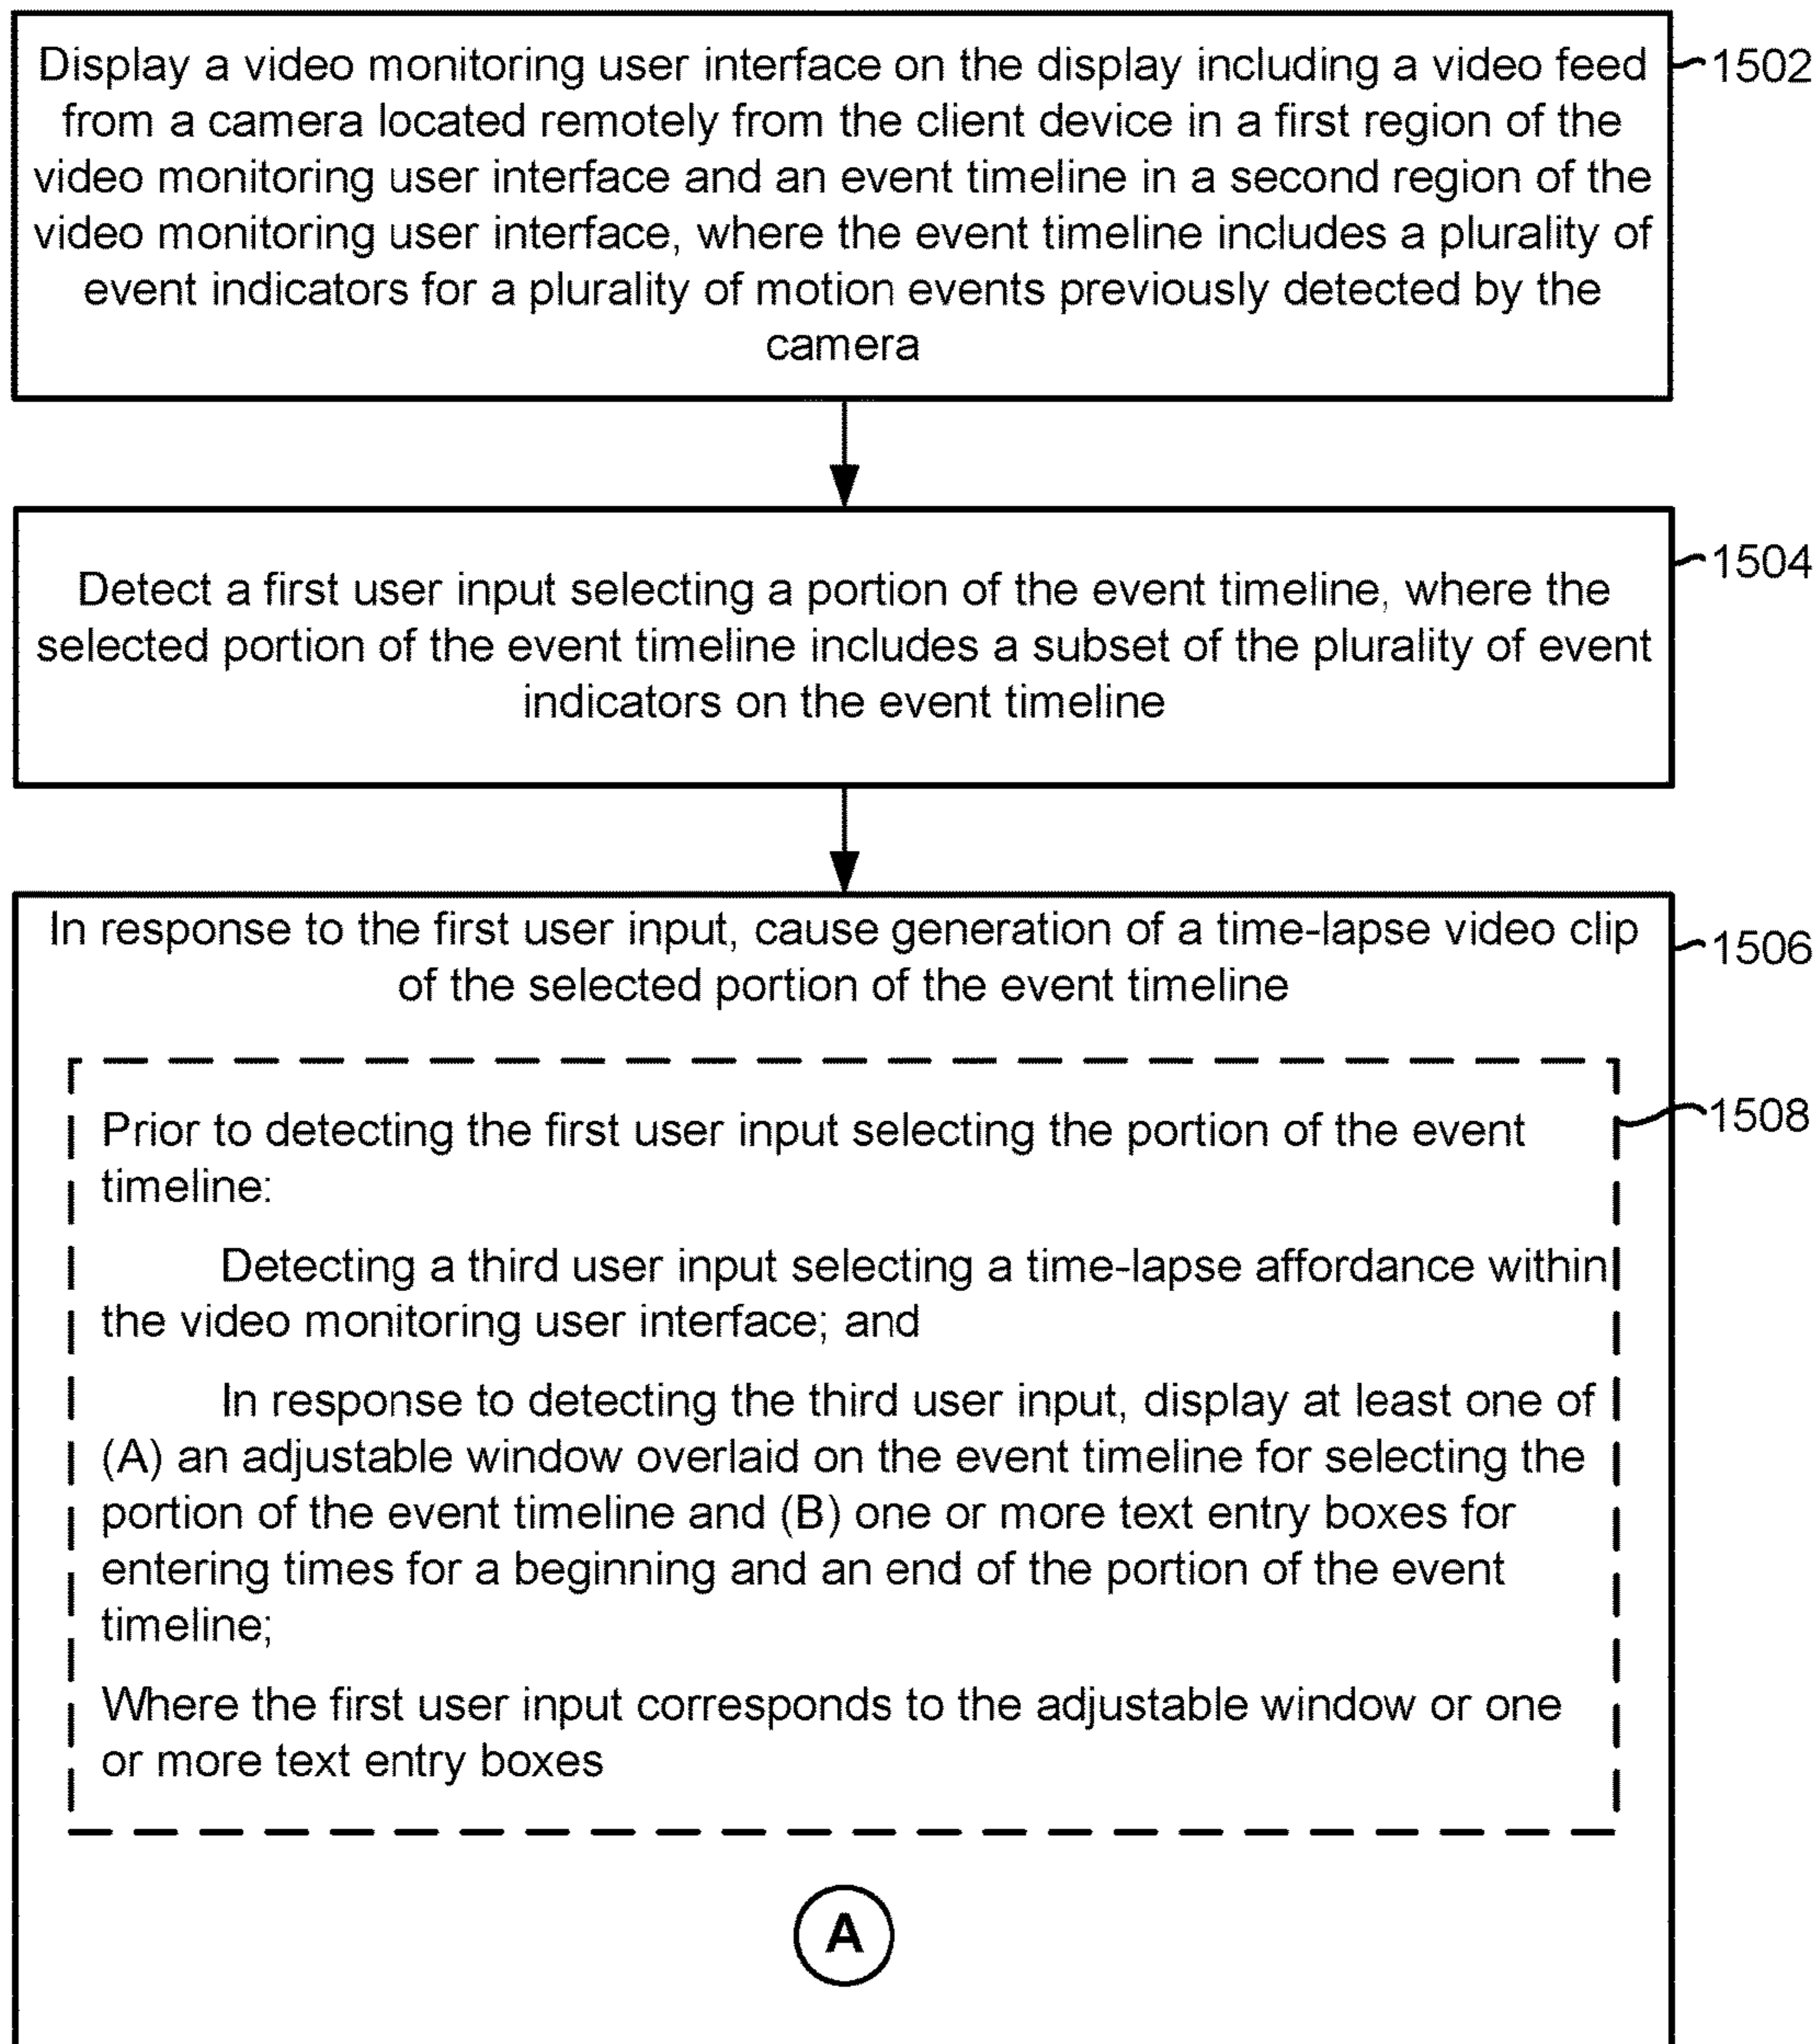 Display a video monitoring user interface on the display including a video feed
from a camera located remotely from the client device in a first region of the
video monitoring user interface and an event timeline in a second region of the
video monitoring user interface, where the event timeline includes a plurality of
event indicators for a plurality of motion events previously detected by the
camera
1502
Detect a first user input selecting a portion of the event timeline, where the
selected portion of the event timeline includes a subset of the plurality of event
indicators on the event timeline
1504
In response to the first user input, cause generation of a time-lapse video clip
of the selected portion of the event timeline
1506
Prior to detecting the first user input selecting the portion of the event
timeline:
Detecting a third user input selecting a time-lapse affordance within
the video monitoring user interface; and
In response to detecting the third user input, display at least one of
(A) an adjustable window overlaid on the event timeline for selecting the
portion of the event timeline and (B) one or more text entry boxes for
entering times for a beginning and an end of the portion of the event
timeline;
Where the first user input corresponds to the adjustable window or one
or more text entry boxes
1508
A